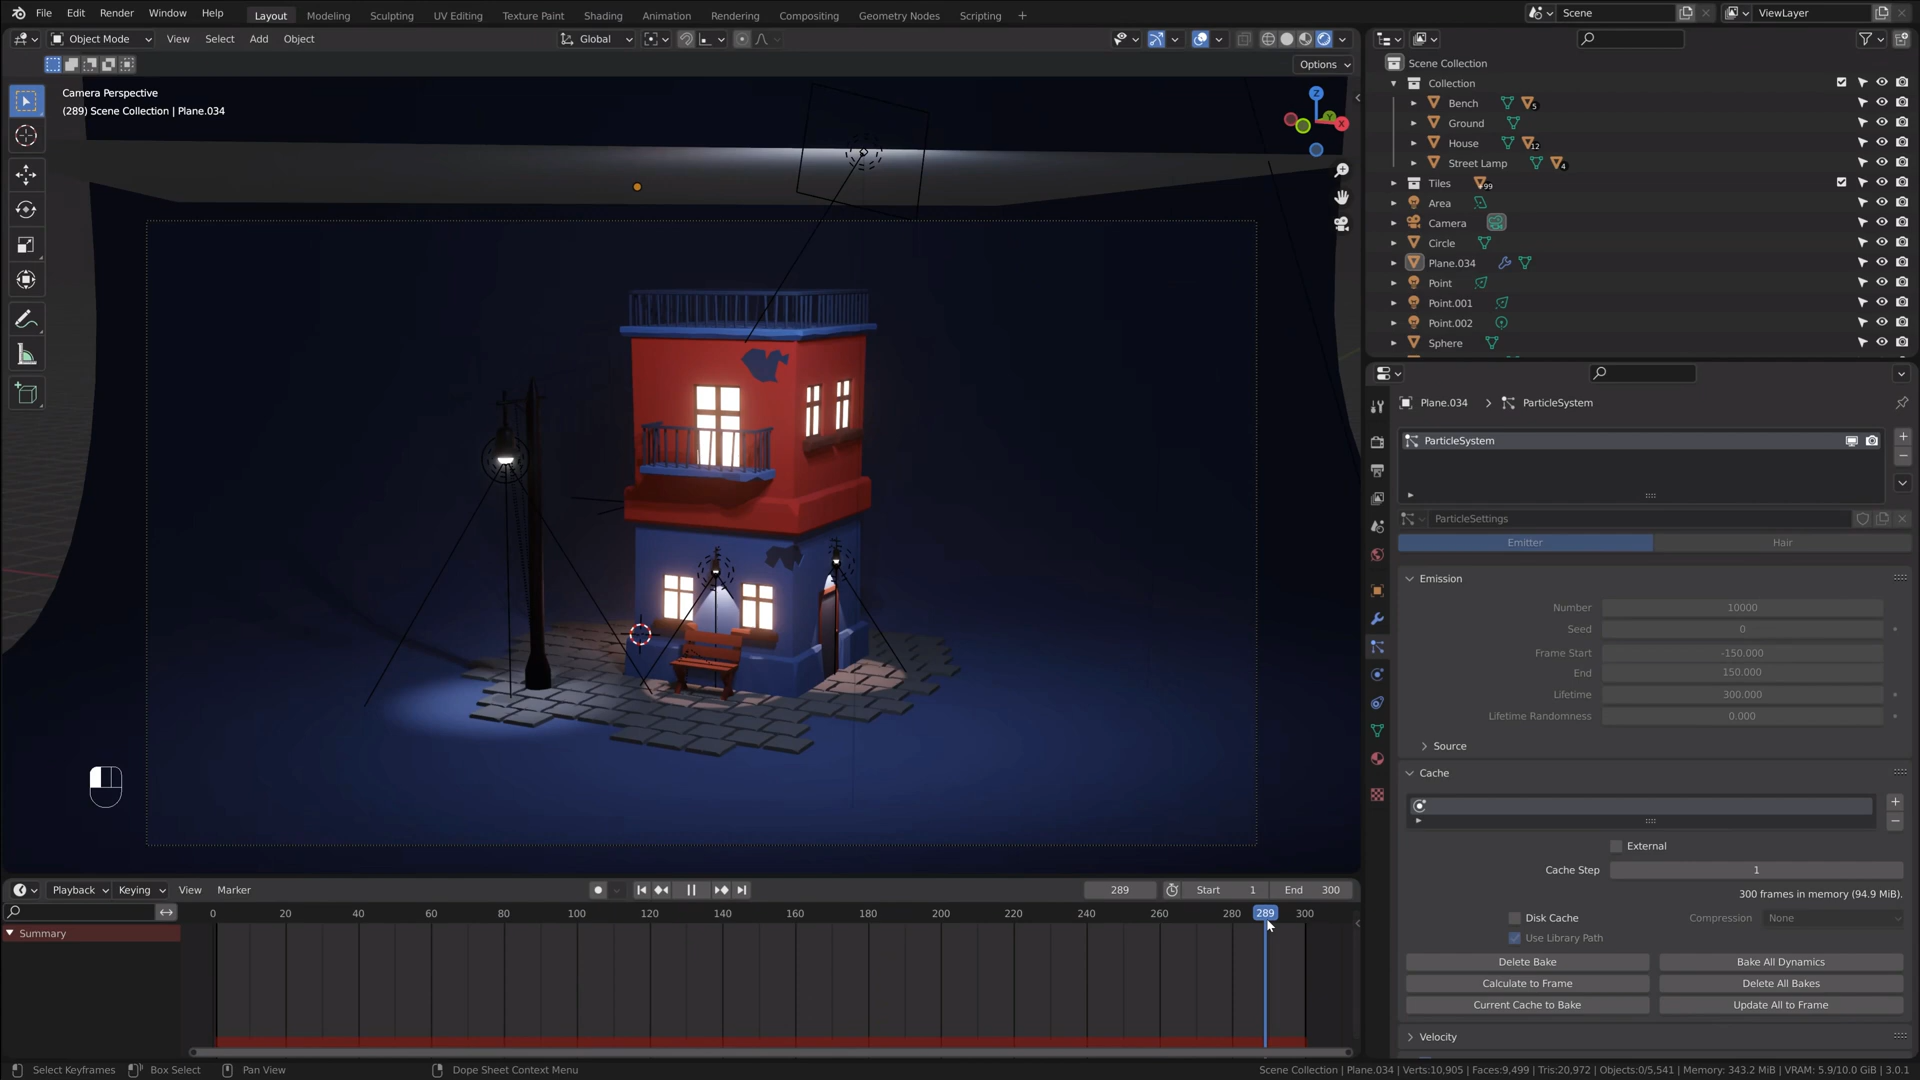 File Edit Render Window Help Layout Modeling Sculpting UV Editing Texture Paint Shading Animation Rendering Compositing Geometry Nodes Scripting + Scene ViewLayer
Object Mode View Select Add Object Global
Options
Camera Perspective
(289) Scene Collection | Plane.034
Z
Y
X
Scene Collection
Collection
Bench 5
Ground
House 12
Street Lamp 4
Tiles +99
Area
Camera
Circle
Plane.034
Point
Point.001
Point.002
Sphere
Plane.034 > ParticleSystem
ParticleSystem
ParticleSettings
Emitter Hair
Emission
Number 10000
Seed 0
Frame Start -150.000
End 150.000
Lifetime 300.000
Lifetime Randomness 0.000
Source
Cache
External
Cache Step 1
300 frames in memory (94.9 MiB).
Disk Cache Compression None
Use Library Path
Delete Bake Bake All Dynamics
Calculate to Frame Delete All Bakes
Current Cache to Bake Update All to Frame
Velocity
Playback Keying View Marker 289 Start 1 End 300
0 20 40 60 80 100 120 140 160 180 200 220 240 260 280 289 300
Summary
Select Keyframes Box Select Pan View Dope Sheet Context Menu Scene Collection | Plane.034 | Verts:10,905 | Faces:9,499 | Tris:20,972 | Objects:0/5,541 | Memory: 343.2 MiB | VRAM: 5.9/10.0 GiB | 3.0.1